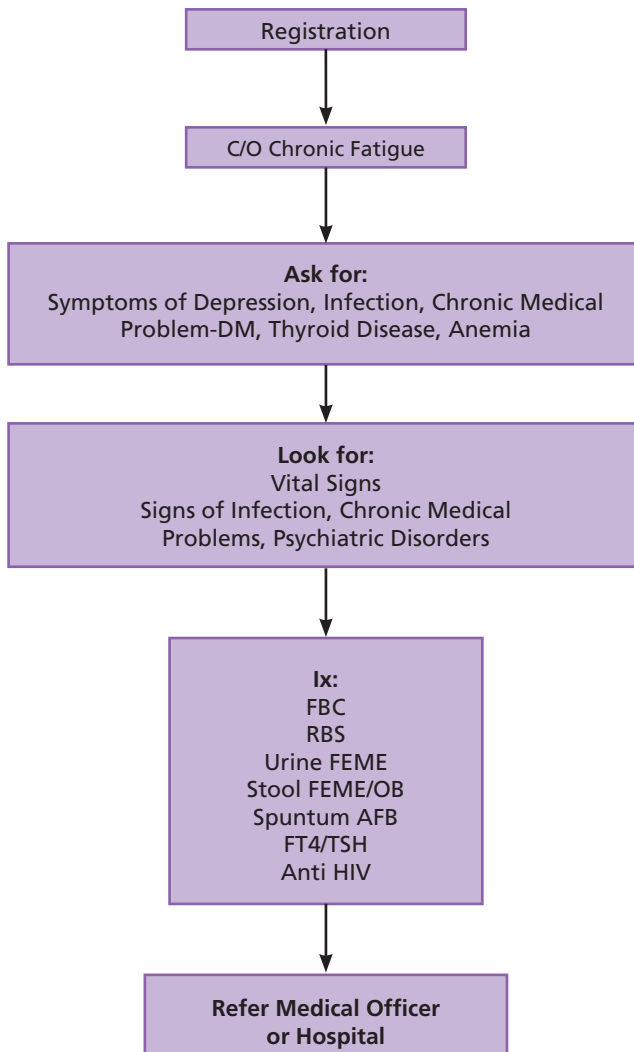 Registration
C/O Chronic Fatigue
Ask for:
Symptoms of Depression, Infection, Chronic Medical
Problem-DM, Thyroid Disease, Anemia
Look for:
Vital Signs
Signs of Infection, Chronic Medical
Problems, Psychiatric Disorders
Ix:
FBC
RBS
Urine FEME
Stool FEME/OB
Spuntum AFB
FT4/TSH
Anti HIV
Refer Medical Officer
or Hospital